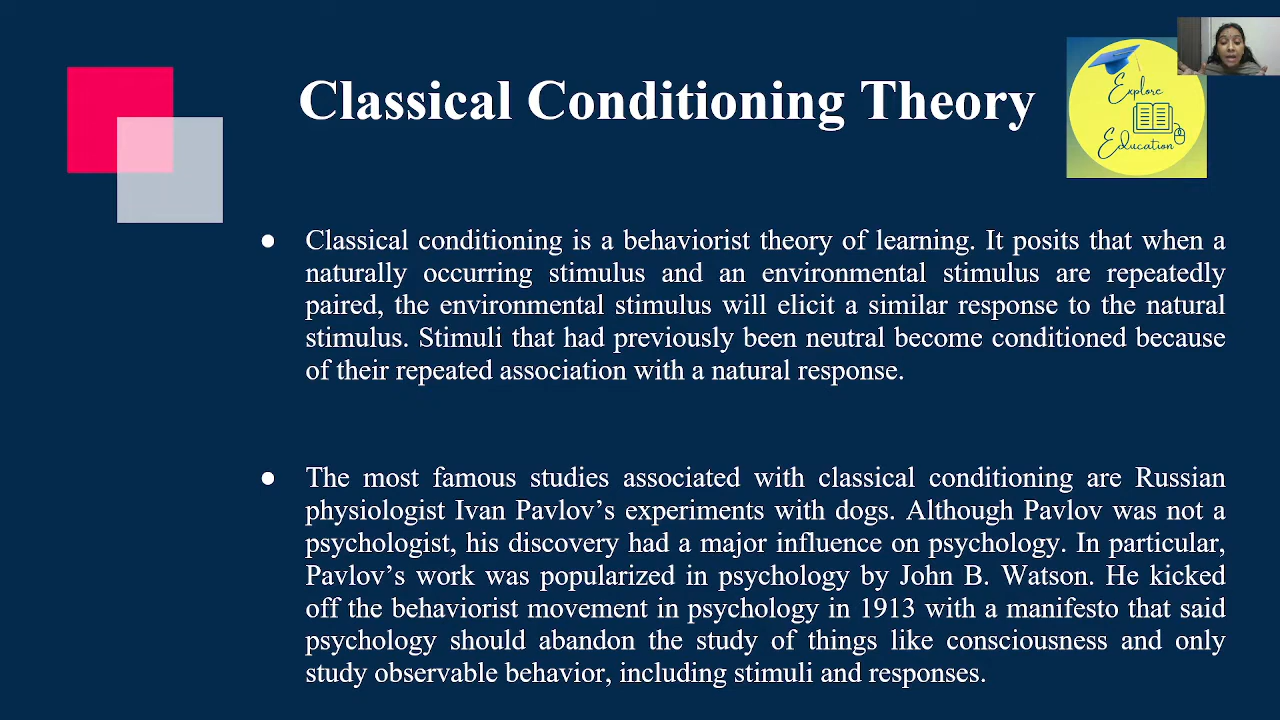 Classical Conditioning Theory
Explore
Education
● Classical conditioning is a behaviorist theory of learning. It posits that when a
naturally occurring stimulus and an environmental stimulus are repeatedly
paired, the environmental stimulus will elicit a similar response to the natural
stimulus. Stimuli that had previously been neutral become conditioned because
of their repeated association with a natural response.
● The most famous studies associated with classical conditioning are Russian
physiologist Ivan Pavlov’s experiments with dogs. Although Pavlov was not a
psychologist, his discovery had a major influence on psychology. In particular,
Pavlov’s work was popularized in psychology by John B. Watson. He kicked
off the behaviorist movement in psychology in 1913 with a manifesto that said
psychology should abandon the study of things like consciousness and only
study observable behavior, including stimuli and responses.